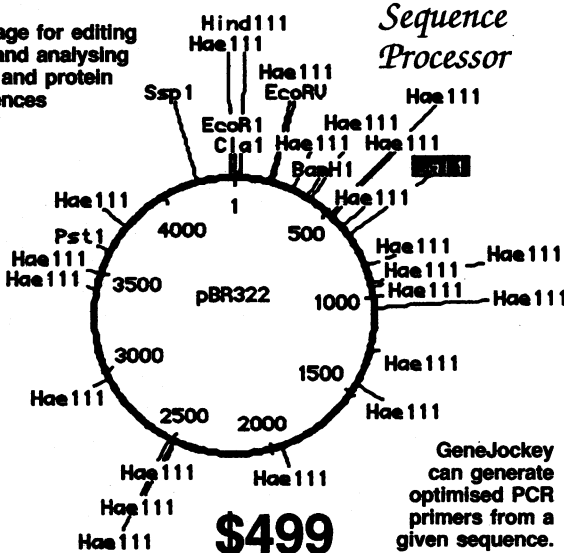 age for editing
and analysing
and protein
ences
Sequence
Processor
Hind111
Hae111
Hae111
EcoRV
Ssp1
Hae111
EcoR1
Cla1
Hae111
Hae111
Hae111
BamH1
Hae111
Hae111
Pst1
Hae111
Hae111
1
4000
500
3500
pBR322
1000
3000
1500
2500
2000
Hae111
Hae111
Hae111
Hae111
Hae111
Hae111
Hae111
Hae111
Hae111
Hae111
Hae111
Hae111
$499
GeneJockey
can generate
optimised PCR
primers from a
given sequence.